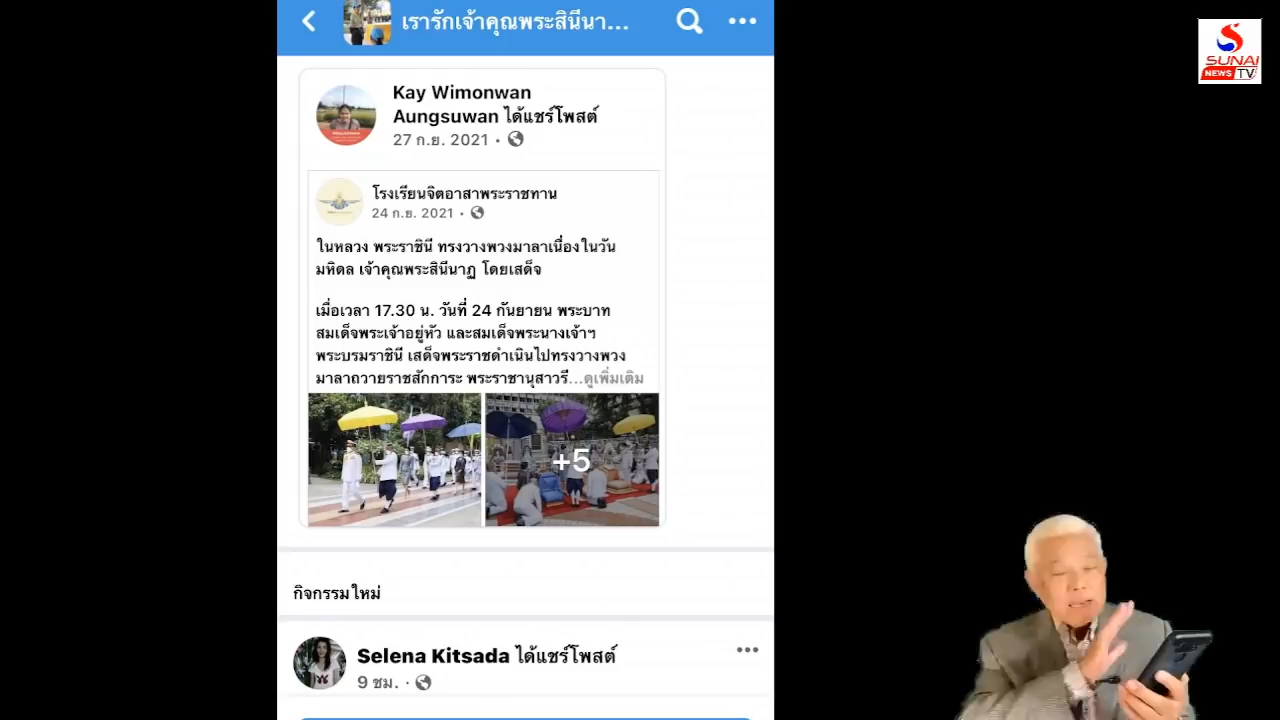 เรารักเจ้าคุณพระสินีนา...
SUNAI
NEWS TV
Kay Wimonwan
Aungsuwan ได้แชร์โพสต์
27 ก.ย. 2021 ·
โรงเรียนจิตอาสาพระราชทาน
24 ก.ย. 2021 ·
ในหลวง พระราชินี ทรงวางพวงมาลาเนื่องในวัน
มหิดล เจ้าคุณพระสินีนาฏ โดยเสด็จ
เมื่อเวลา 17.30 น. วันที่ 24 กันยายน พระบาท
สมเด็จพระเจ้าอยู่หัว และสมเด็จพระนางเจ้าฯ
พระบรมราชินี เสด็จพระราชดำเนินไปทรงวางพวง
มาลาถวายราชสักการะ พระราชานุสาวรี...ดูเพิ่มเติม
+5
กิจกรรมใหม่
Selena Kitsada ได้แชร์โพสต์
9 ชม. ·